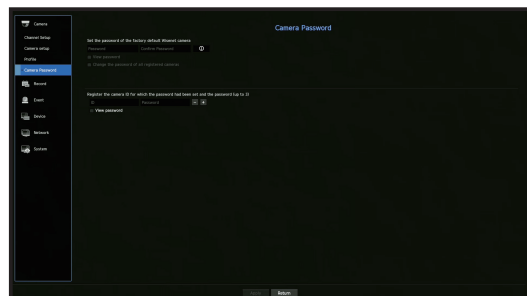 Camera Password
Camera
Channel Setup
Camera setup
Profile
Camera Password
Record
Event
Device
Network
System
Set the password of the factory default Wisenet camera.
Password
Confirm Password
View password
Change the password of all registered cameras
Register the camera ID for which the password had been set and the password (up to 3)
ID
Password
View password
Return